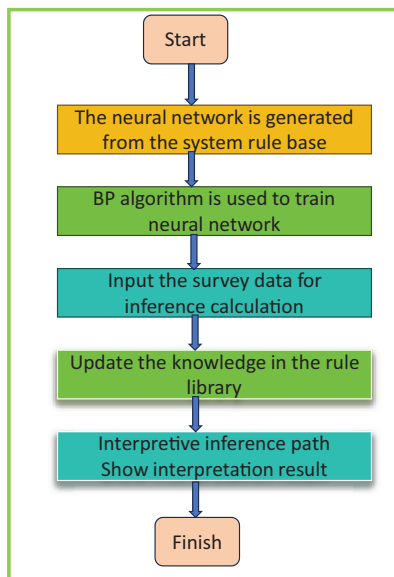 Start
The neural network is generated
from the system rule base
BP algorithm is used to train
neural network
Input the survey data for
inference calculation
Update the knowledge in the rule
library
Interpretive inference path
Show interpretation result
Finish